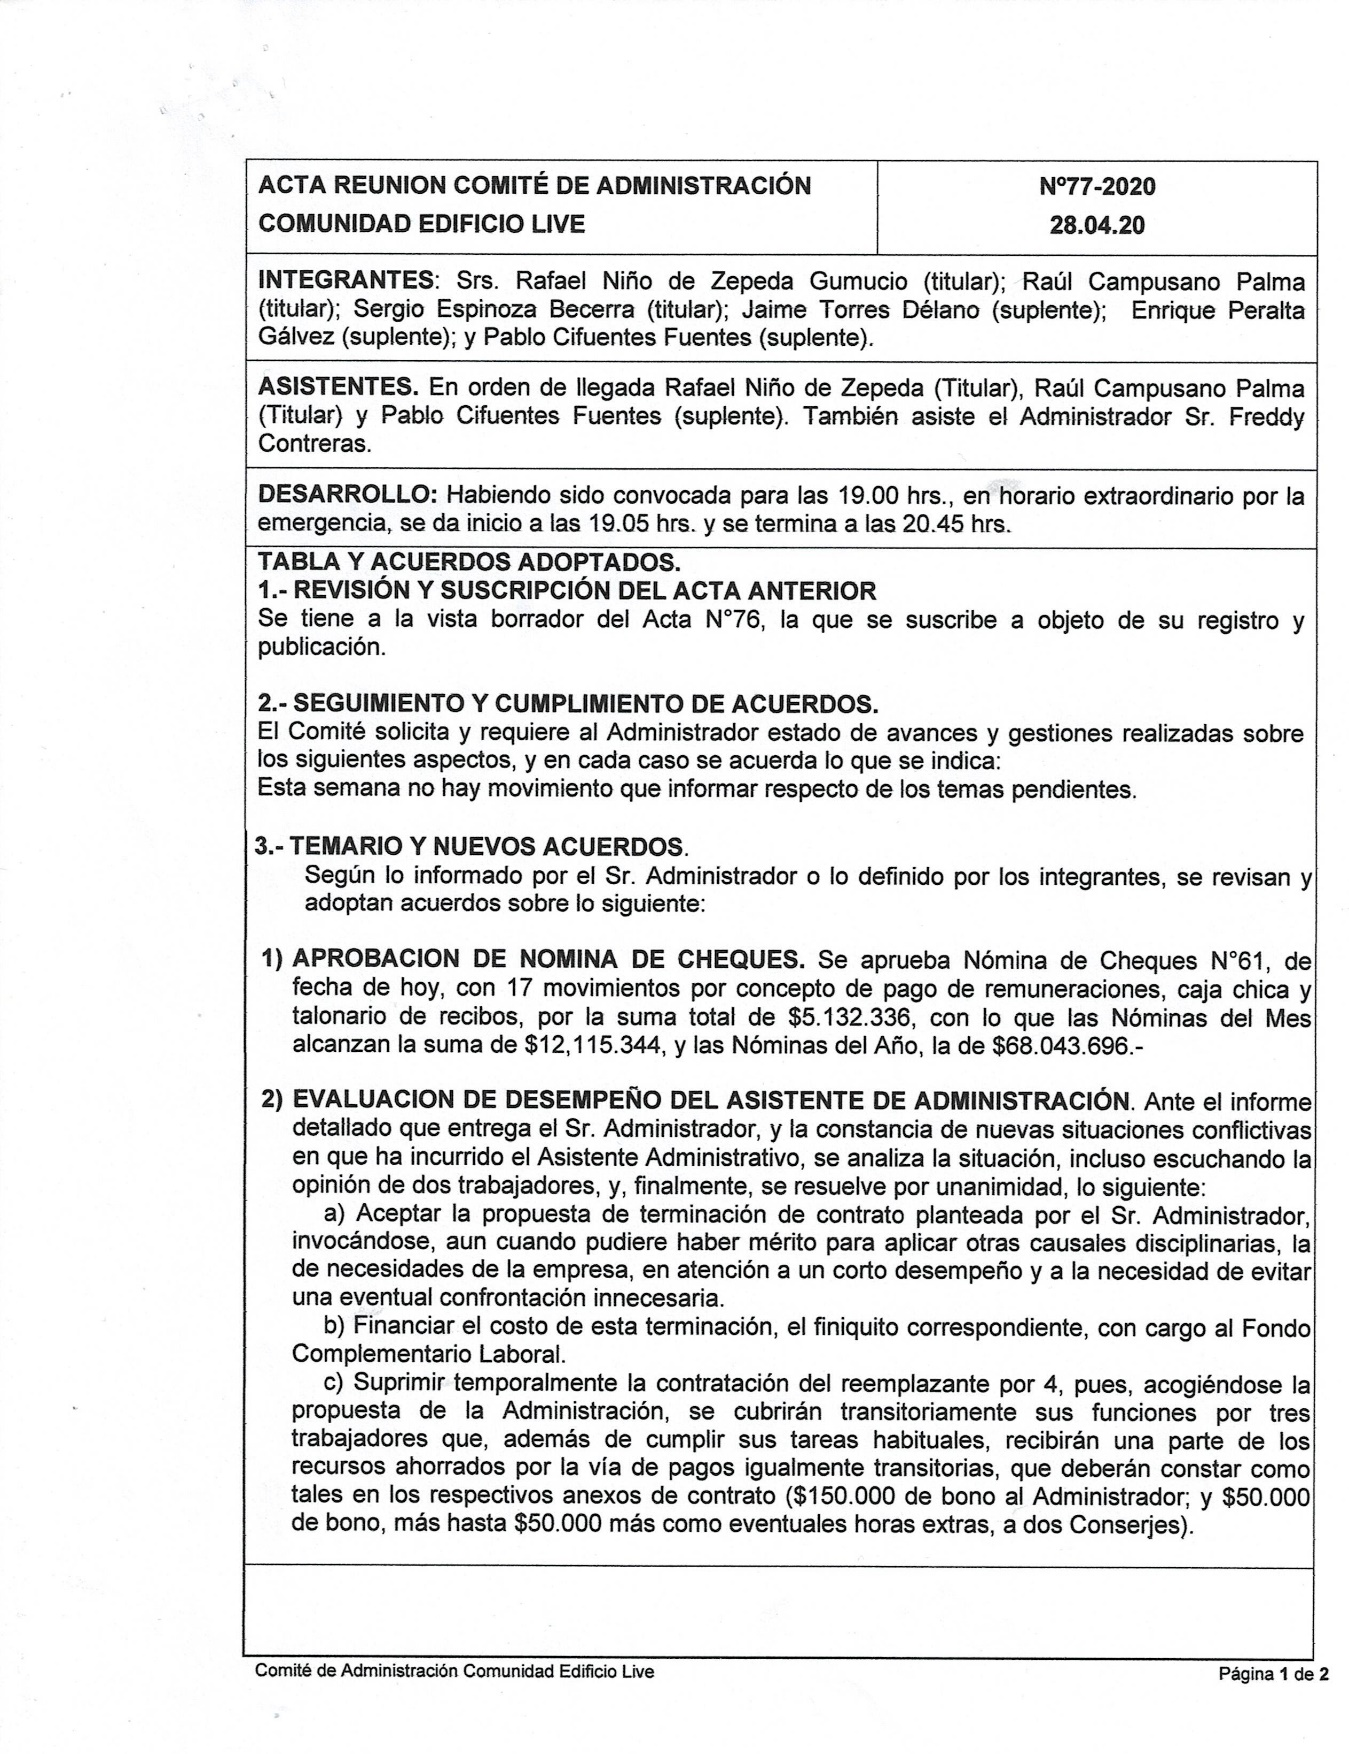 ACTA REUNION COMITÉ DE ADMINISTRACIÓN
COMUNIDAD EDIFICIO LIVE
Nº77-2020
28.04.20
INTEGRANTES: Srs. Rafael Niño de Zepeda Gumucio (titular); Raúl Campusano Palma
(titular); Sergio Espinoza Becerra (titular); Jaime Torres Délano (suplente); Enrique Peralta
Gálvez (suplente); y Pablo Cifuentes Fuentes (suplente).
ASISTENTES. En orden de llegada Rafael Niño de Zepeda (Titular), Raúl Campusano Palma
(Titular) y Pablo Cifuentes Fuentes (suplente). También asiste el Administrador Sr. Freddy
Contreras.
DESARROLLO: Habiendo sido convocada para las 19.00 hrs., en horario extraordinario por la
emergencia, se da inicio a las 19.05 hrs. y se termina a las 20.45 hrs.
TABLA Y ACUERDOS ADOPTADOS.
1.- REVISIÓN Y SUSCRIPCIÓN DEL ACTA ANTERIOR
Se tiene a la vista borrador del Acta N°76, la que se suscribe a objeto de su registro y
publicación.
2.- SEGUIMIENTO Y CUMPLIMIENTO DE ACUERDOS.
El Comité solicita y requiere al Administrador estado de avances y gestiones realizadas sobre
los siguientes aspectos, y en cada caso se acuerda lo que se indica:
Esta semana no hay movimiento que informar respecto de los temas pendientes.
3.- TEMARIO Y NUEVOS ACUERDOS.
Según lo informado por el Sr. Administrador o lo definido por los integrantes, se revisan y
adoptan acuerdos sobre lo siguiente:
1) APROBACION DE NOMINA DE CHEQUES. Se aprueba Nómina de Cheques N°61, de
fecha de hoy, con 17 movimientos por concepto de pago de remuneraciones, caja chica y
talonario de recibos, por la suma total de $5.132.336, con lo que las Nóminas del Mes
alcanzan la suma de $12,115.344, y las Nóminas del Año, la de $68.043.696.-
2) EVALUACION DE DESEMPEÑO DEL ASISTENTE DE ADMINISTRACIÓN. Ante el informe
detallado que entrega el Sr. Administrador, y la constancia de nuevas situaciones conflictivas
en que ha incurrido el Asistente Administrativo, se analiza la situación, incluso escuchando la
opinión de dos trabajadores, y, finalmente, se resuelve por unanimidad, lo siguiente:
a) Aceptar la propuesta de terminación de contrato planteada por el Sr. Administrador,
invocándose, aun cuando pudiere haber mérito para aplicar otras causales disciplinarias, la
de necesidades de la empresa, en atención a un corto desempeño y a la necesidad de evitar
una eventual confrontación innecesaria.
b) Financiar el costo de esta terminación, el finiquito correspondiente, con cargo al Fondo
Complementario Laboral.
c) Suprimir temporalmente la contratación del reemplazante por 4, pues, acogiéndose la
propuesta de la Administración, se cubrirán transitoriamente sus funciones por tres
trabajadores que, además de cumplir sus tareas habituales, recibirán una parte de los
recursos ahorrados por la vía de pagos igualmente transitorias, que deberán constar como
tales en los respectivos anexos de contrato ($150.000 de bono al Administrador; y $50.000
de bono, más hasta $50.000 más como eventuales horas extras, a dos Conserjes).
Comité de Administración Comunidad Edificio Live
Página 1 de 2